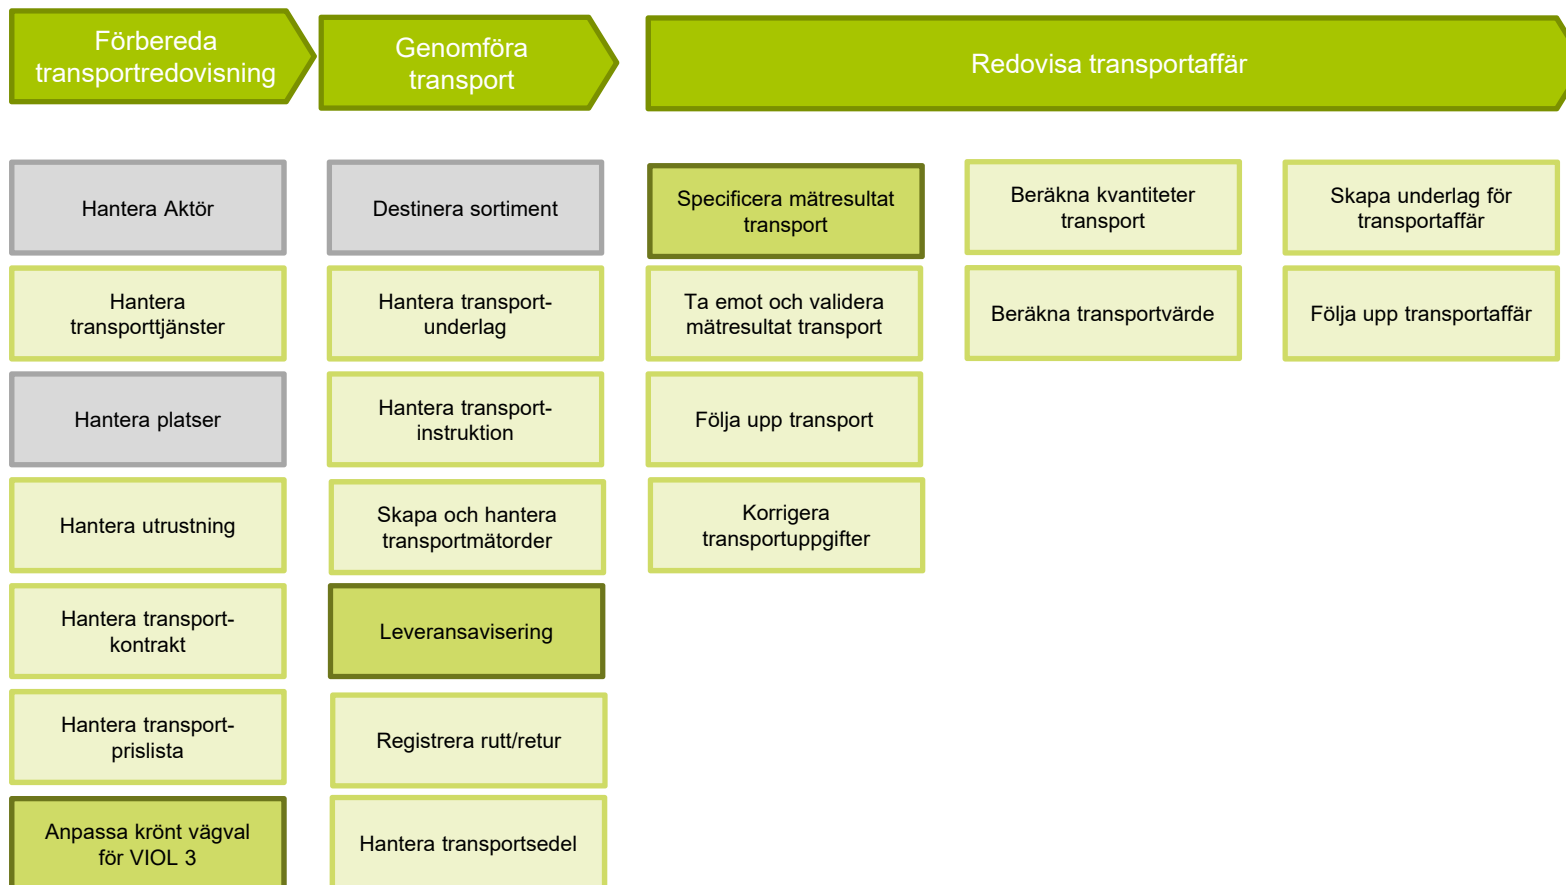 Förbereda
transportredovisning
Genomföra
transport
Redovisa transportaffär
Hantera Aktör
Hantera
transporttjänster
Hantera platser
Hantera utrustning
Hantera transport-
kontrakt
Hantera transport-
prislista
Anpassa krönt vägval
för VIOL 3
Destinera sortiment
Hantera transport-
underlag
Hantera transport-
instruktion
Skapa och hantera
transportmätorder
Leveransavisering
Registrera rutt/retur
Hantera transportsedel
Specificera mätresultat
transport
Ta emot och validera
mätresultat transport
Följa upp transport
Korrigera
transportuppgifter
Beräkna kvantiteter
transport
Beräkna transportvärde
Skapa underlag för
transportaffär
Följa upp transportaffär